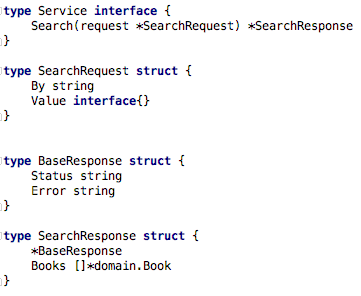 type Service interface {
    Search(request *SearchRequest) *SearchResponse
}
type SearchRequest struct {
    By string
    Value interface{}
}
type BaseResponse struct {
    Status string
    Error string
}
type SearchResponse struct {
    *BaseResponse
    Books []*domain.Book
}